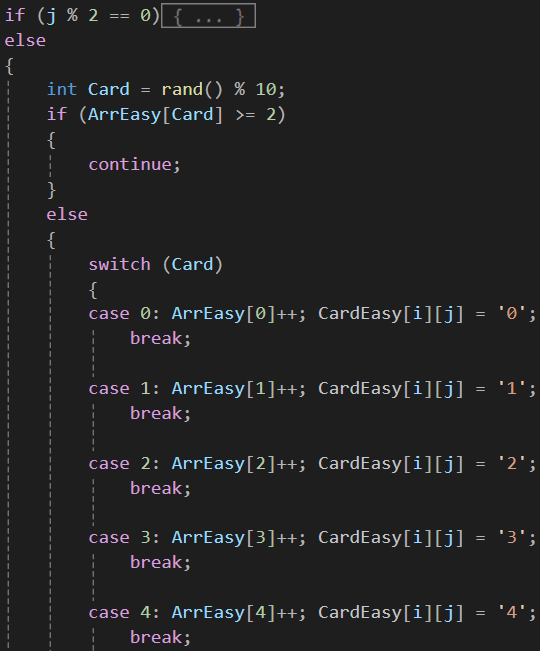 if (j % 2 == 0){ ... }
else
{
    int Card = rand() % 10;
    if (ArrEasy[Card] >= 2)
    {
        continue;
    }
    else
    {
        switch (Card)
        {
        case 0: ArrEasy[0]++; CardEasy[i][j] = '0';
            break;
        case 1: ArrEasy[1]++; CardEasy[i][j] = '1';
            break;
        case 2: ArrEasy[2]++; CardEasy[i][j] = '2';
            break;
        case 3: ArrEasy[3]++; CardEasy[i][j] = '3';
            break;
        case 4: ArrEasy[4]++; CardEasy[i][j] = '4';
            break;